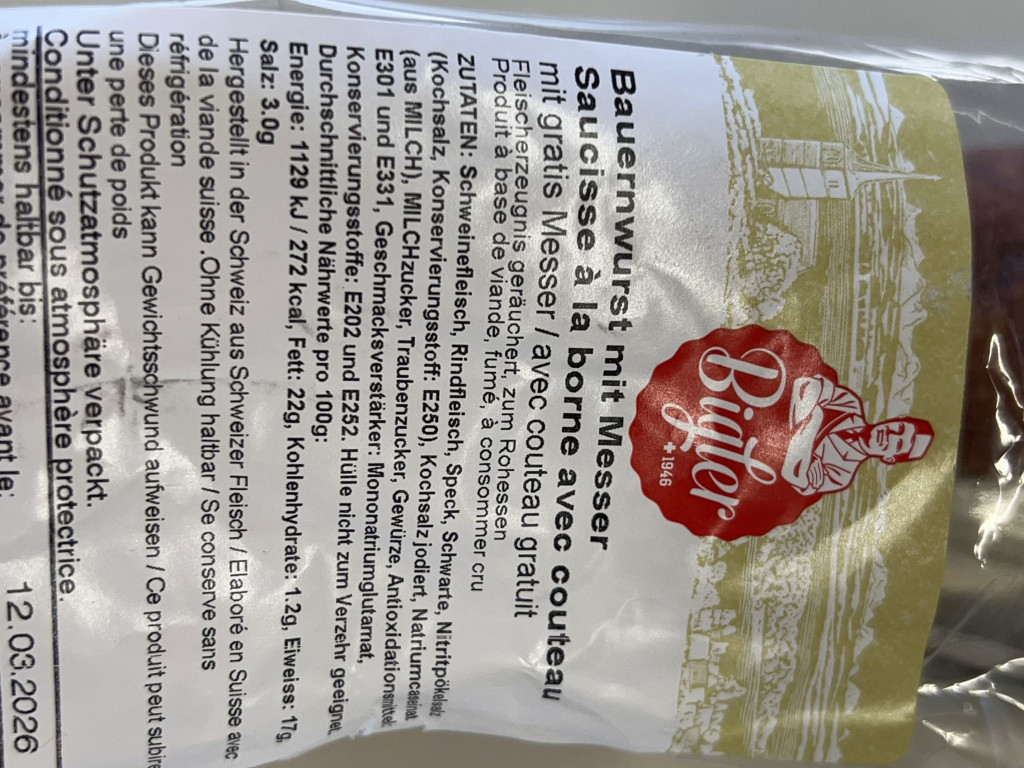 Bigler
1946
Bauernwurst mit Messer
Saucisse à la borne avec couteau
mit gratis Messer / avec couteau gratuit
Fleischerzeugnis geräuchert, zum Rohessen
Produit à base de viande, fumé, à consommer cru
ZUTATEN: Schweinefleisch, Rindfleisch, Speck, Schwarte, Nitritpökelsalz
(Kochsalz, Konservierungsstoff: E250), Kochsalz jodiert, Natriumcaseinat
(aus MILCH), MILCHzucker, Traubenzucker, Gewürze, Antioxidationsmittel:
E301 und E331, Geschmacksverstärker: Mononatriumglutamat,
Konservierungsstoffe: E202 und E252. Hülle nicht zum Verzehr geeignet.
Durchschnittliche Nährwerte pro 100g:
Energie: 1129 kJ / 272 kcal, Fett: 22g, Kohlenhydrate: 1.2g, Eiweiss: 17g,
Salz: 3.0g
Hergestellt in der Schweiz aus Schweizer Fleisch / Elaboré en Suisse avec
de la viande suisse .Ohne Kühlung haltbar / Se conserve sans
réfrigération
Dieses Produkt kann Gewichtsschwund aufweisen / Ce produit peut subir
une perte de poids
Unter Schutzatmosphäre verpackt.
Conditionné sous atmosphère protectrice.
mindestens haltbar bis: 12.03.2026
préférence avant le: